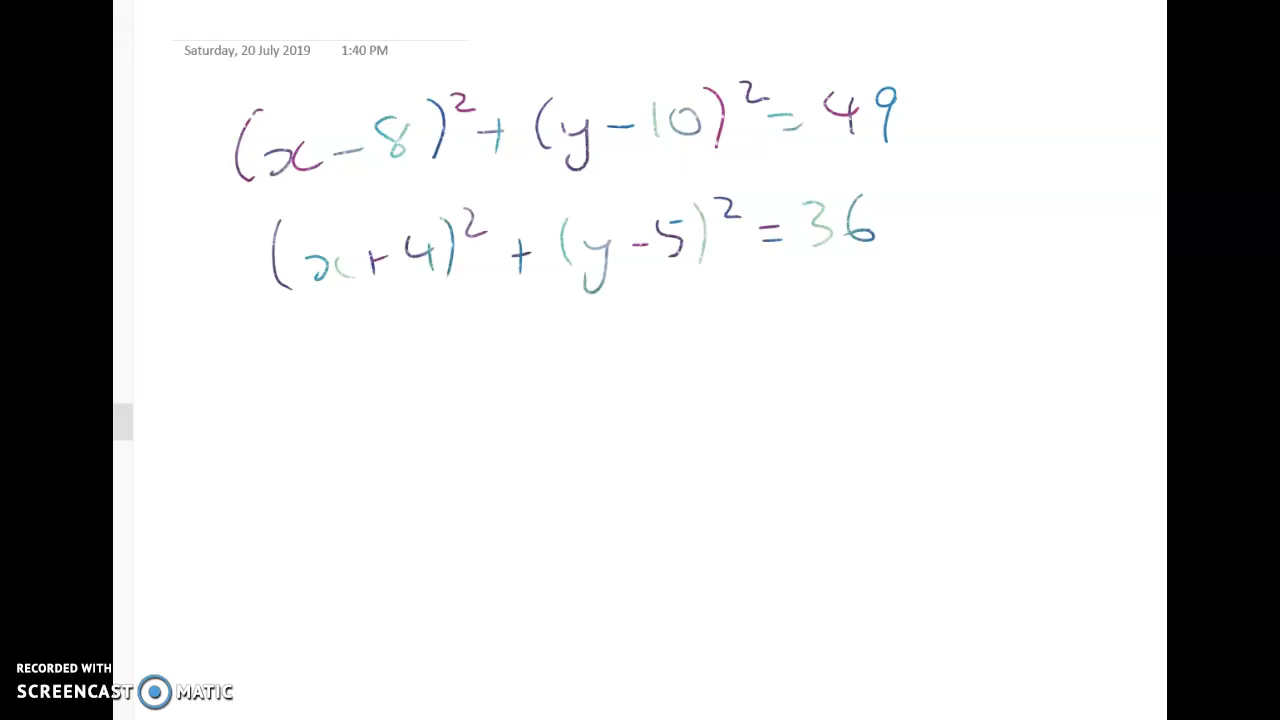 Saturday, 20 July 2019 1:40 PM
(x-8)²+(y-10)²=49
(x+4)²+(y-5)²=36
RECORDED WITH
SCREENCAST MATIC